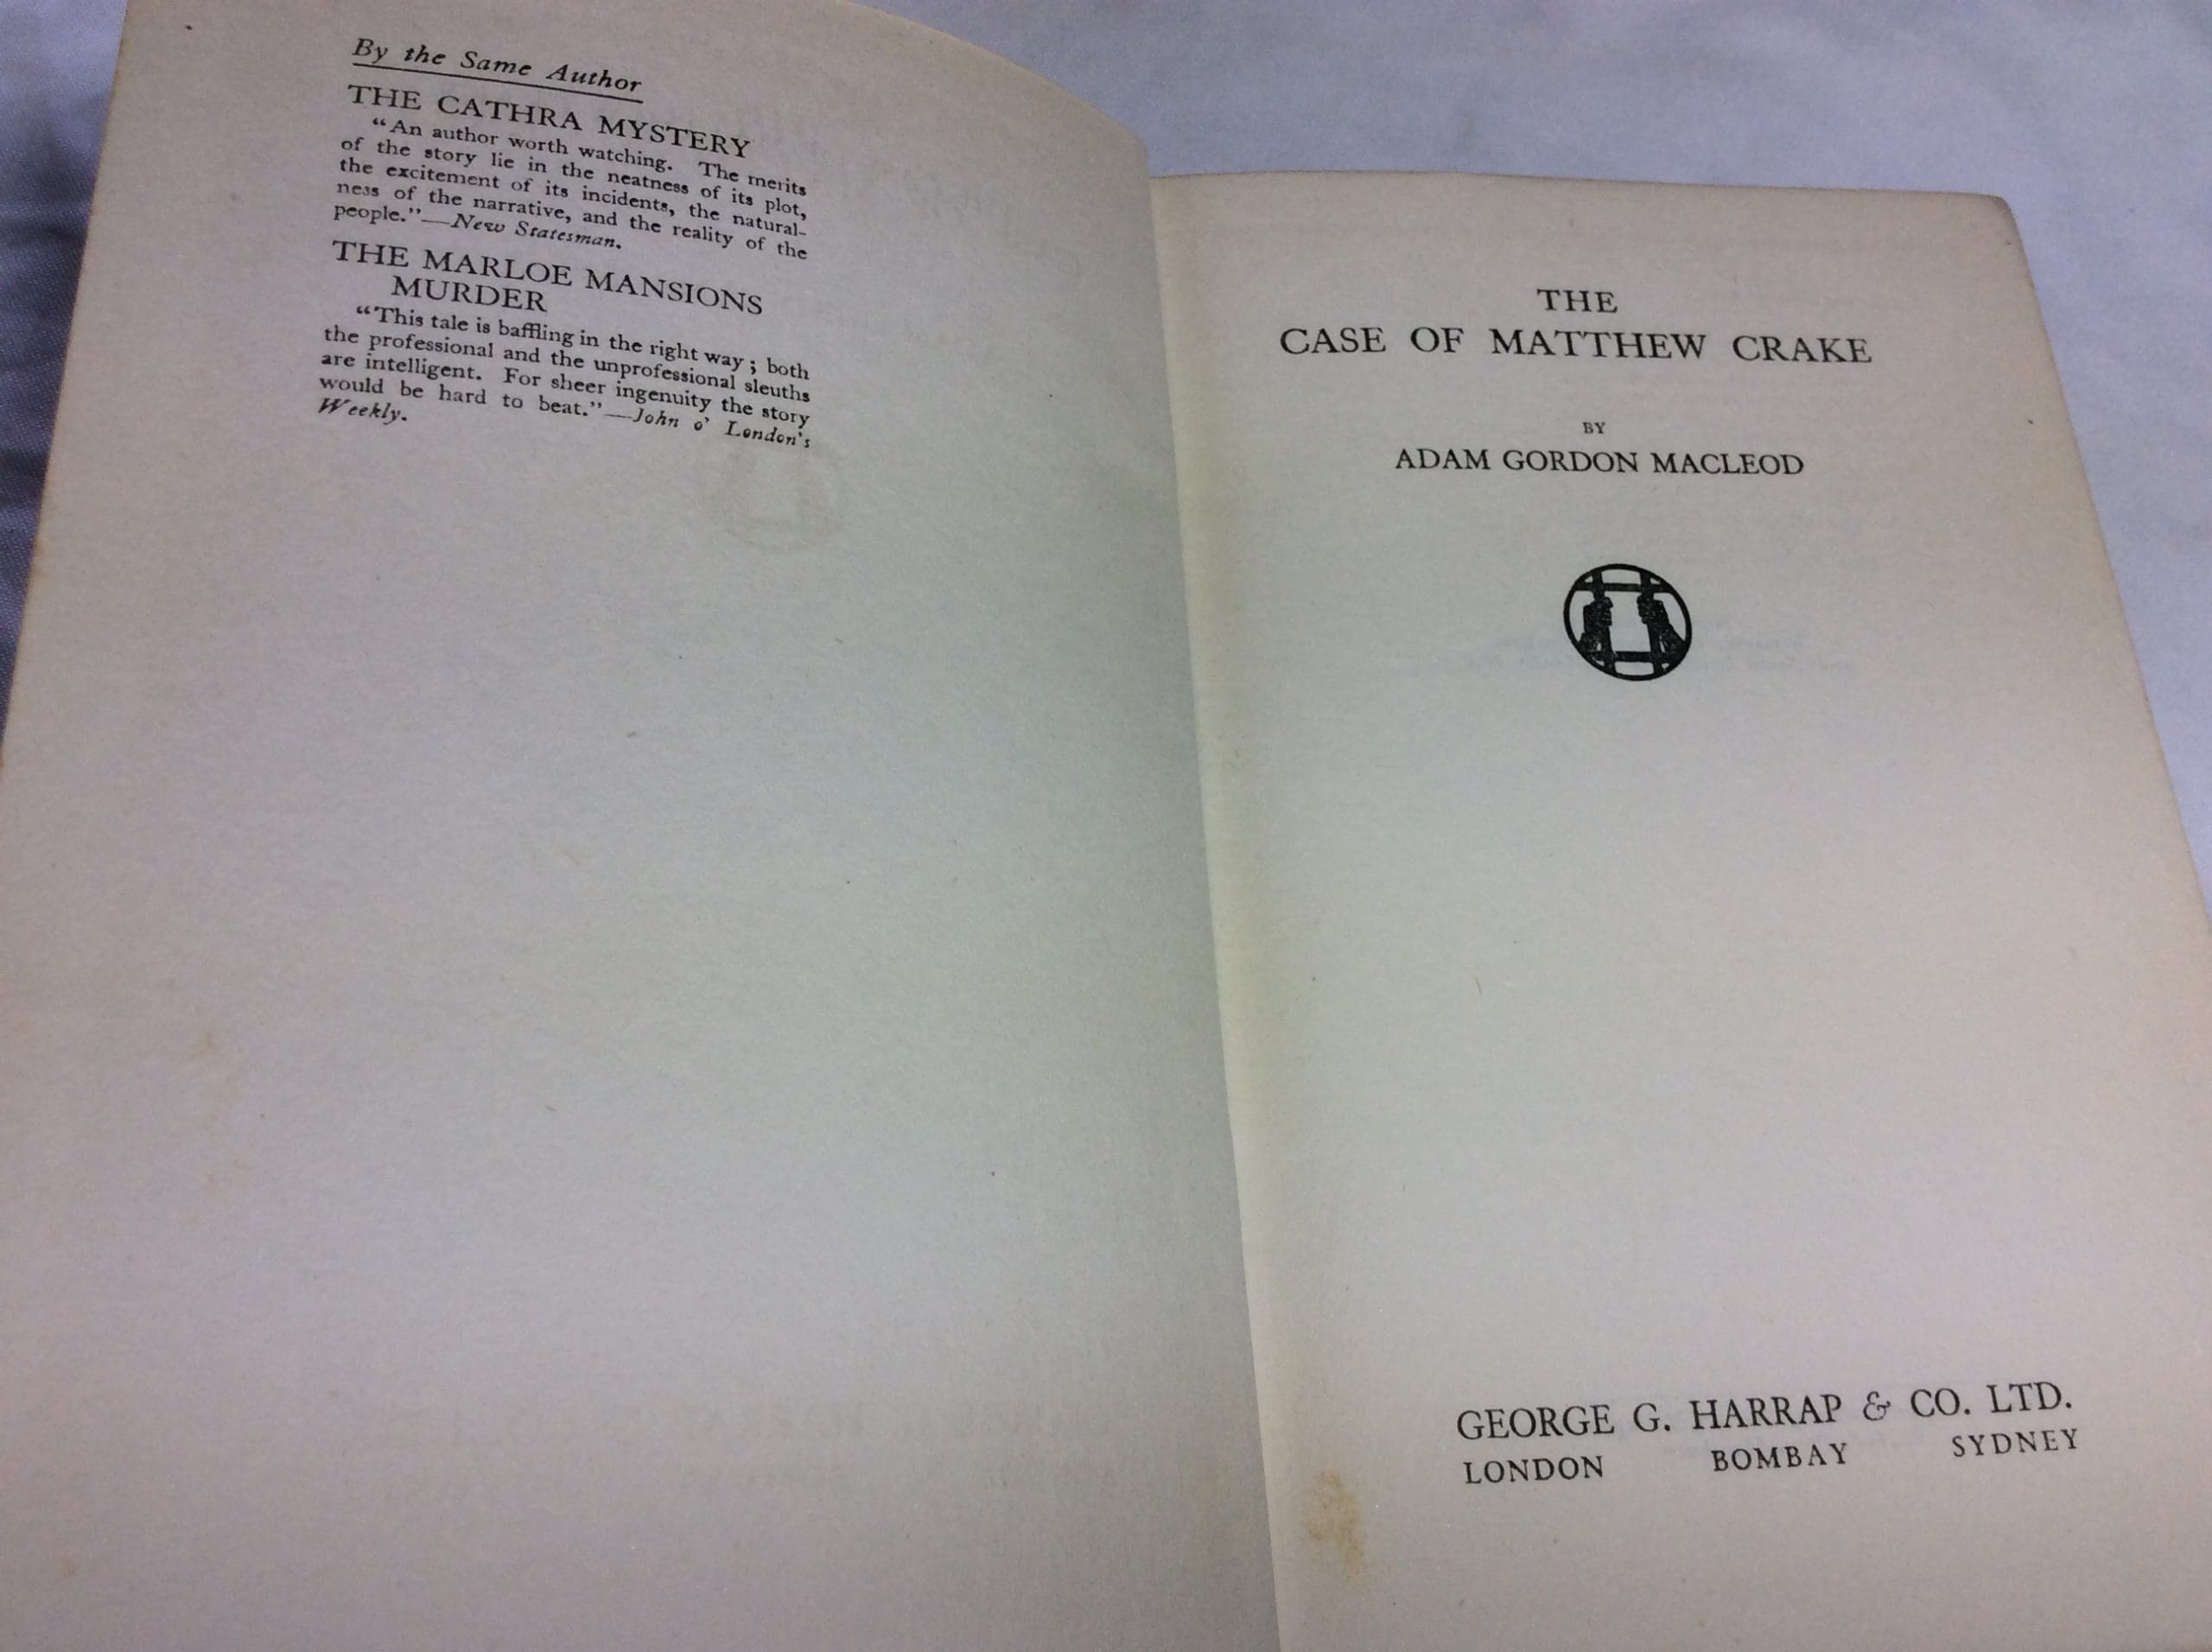 By the Same Author
THE CATHRA MYSTERY
“An author worth watching. The merits
of the story lie in the neatness of its plot,
the excitement of its incidents, the natural-
ness of the narrative, and the reality of the
people.”—New Statesman.
THE MARLOE MANSIONS
MURDER
“This tale is baffling in the right way; both
the professional and the unprofessional sleuths
are intelligent. For sheer ingenuity the story
would be hard to beat.”—John o' London's
Weekly.
THE
CASE OF MATTHEW CRAKE
BY
ADAM GORDON MACLEOD
GEORGE G. HARRAP & CO. LTD.
LONDON BOMBAY SYDNEY